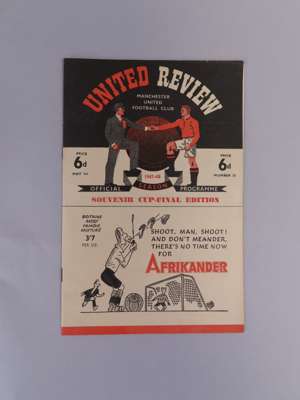 UNITED REVIEW
MANCHESTER
UNITED
FOOTBALL CLUB
PRICE
6d
PRICE
6d
1947-48
SEASON
OFFICIAL
PROGRAMME
SOUVENIR CUP-FINAL EDITION
3'7
SHOOT, MAN, SHOOT!
AND DON'T MEANDER,
THERE'S NO TIME NOW
FOR
AFRIKANDER